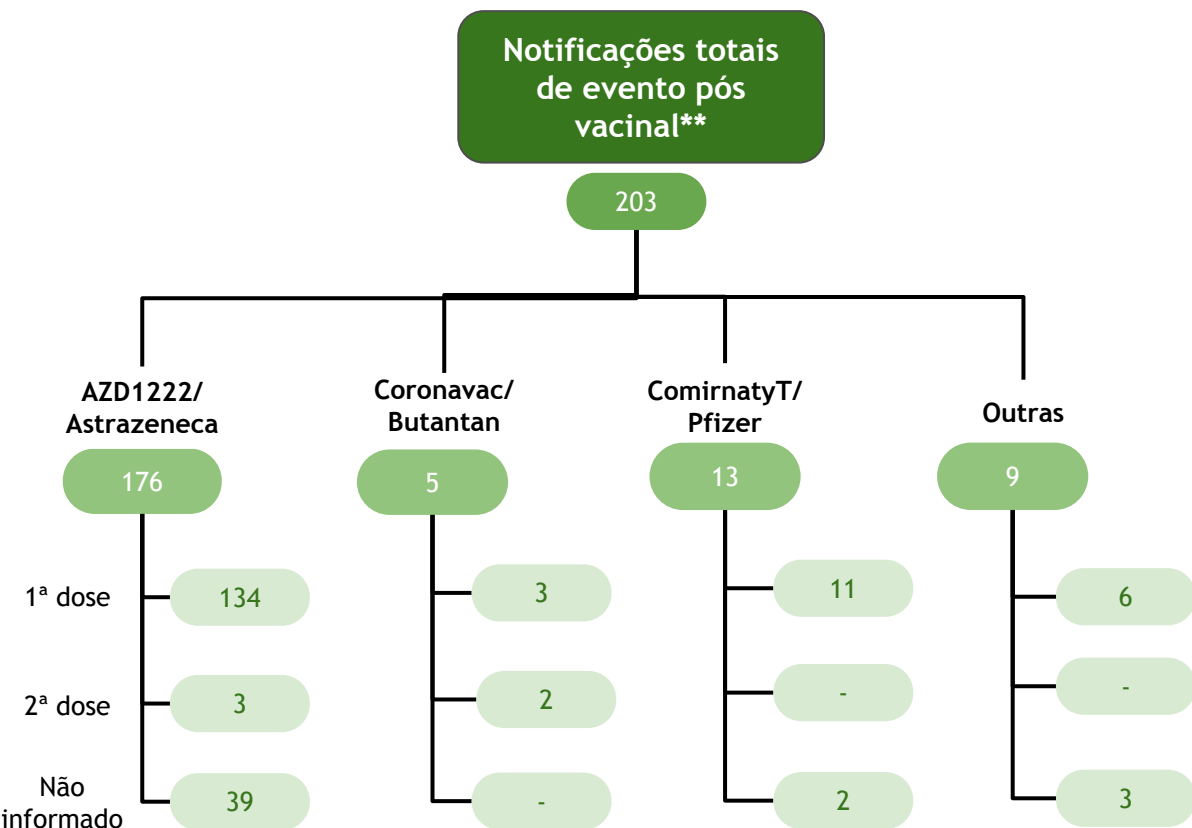 Notificações totais
de evento pós
vacinal**
203
AZD1222/
Astrazeneca
Coronavac/
Butantan
ComirnatyT/
Pfizer
Outras
176
5
13
9
1ª dose
134
3
11
6
2ª dose
3
2
-
-
Não
informado
39
-
2
3